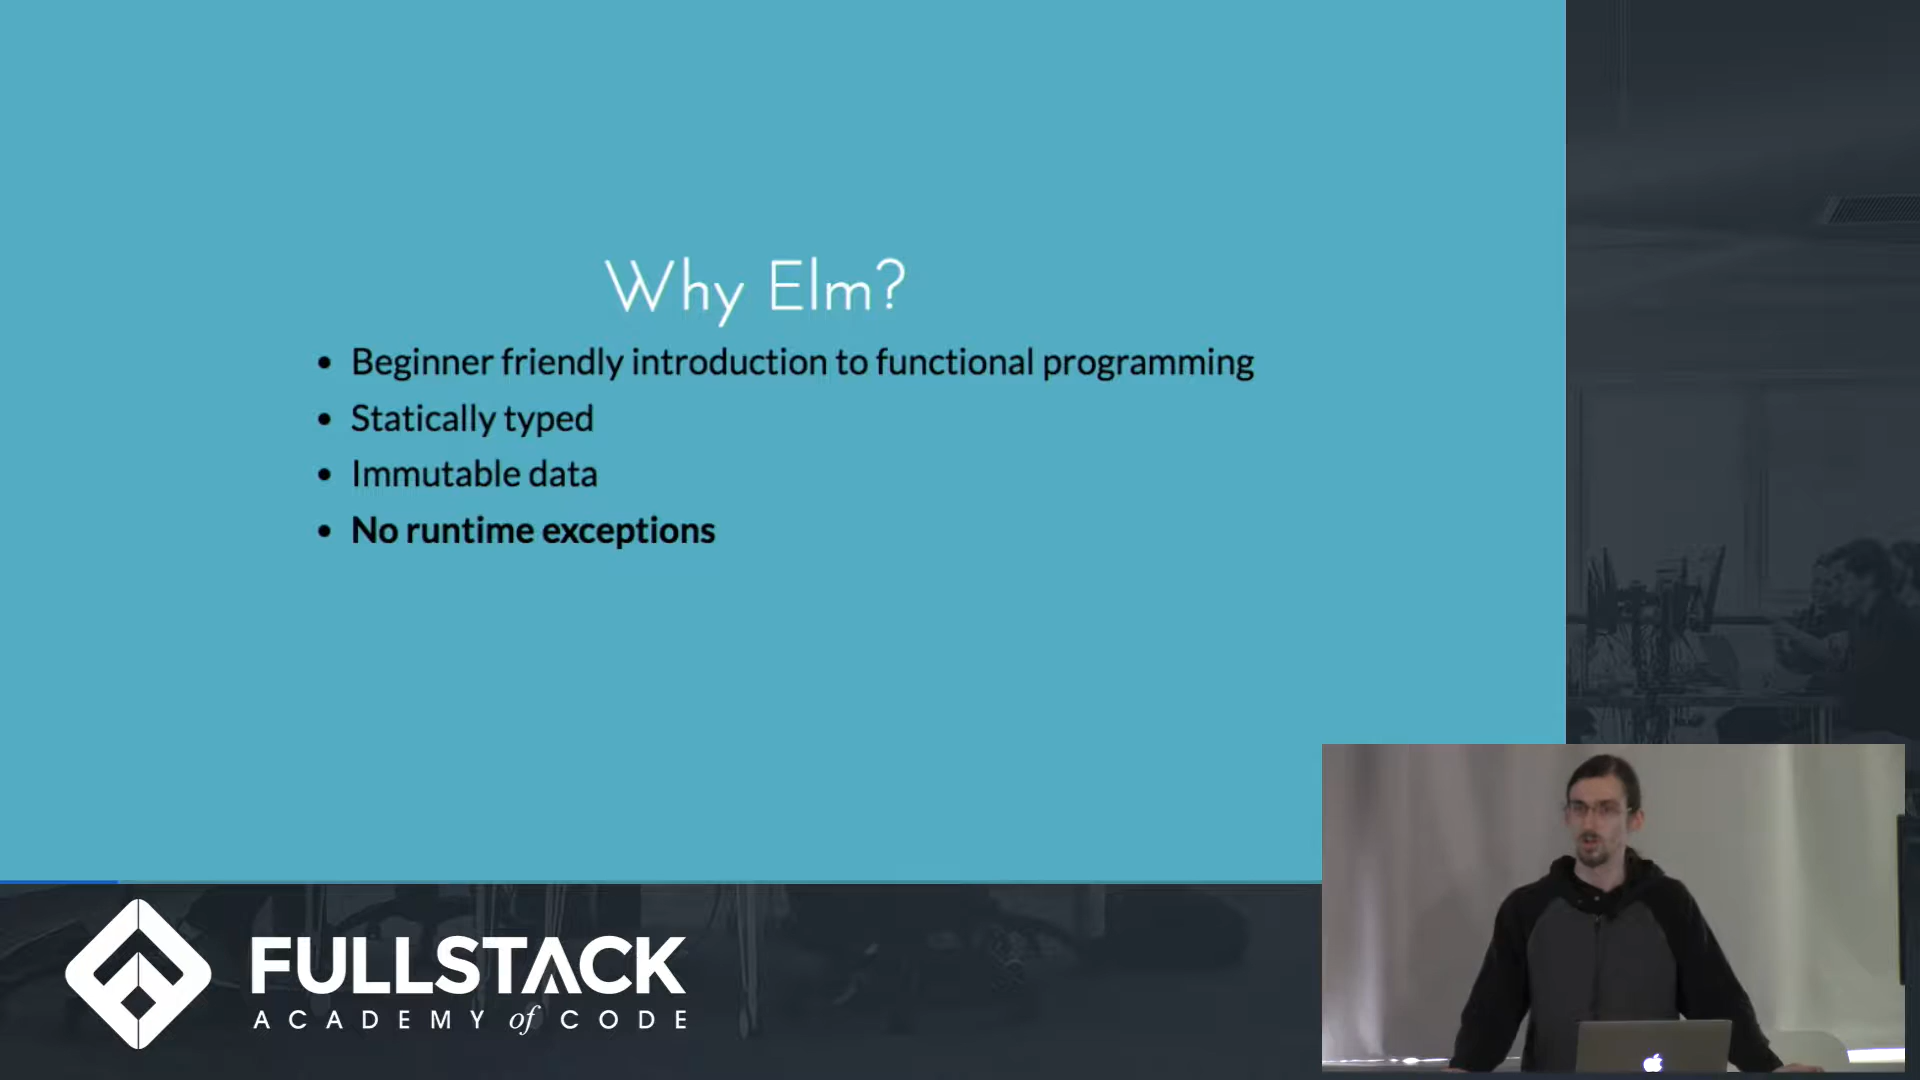 Why Elm?
Beginner friendly introduction to functional programming
Statically typed
Immutable data
No runtime exceptions
FULLSTACK
ACADEMY of CODE